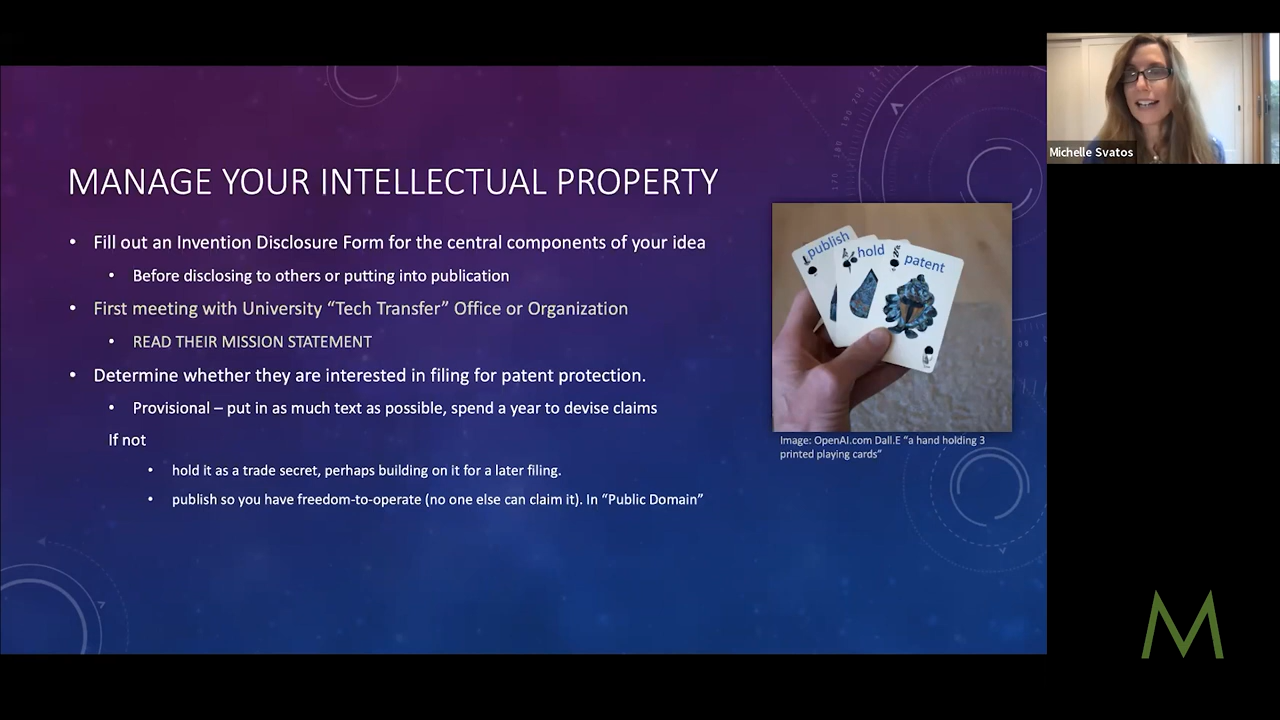 Michelle Svatos
MANAGE YOUR INTELLECTUAL PROPERTY
• Fill out an Invention Disclosure Form for the central components of your idea
• Before disclosing to others or putting into publication
• First meeting with University “Tech Transfer” Office or Organization
• READ THEIR MISSION STATEMENT
• Determine whether they are interested in filing for patent protection.
• Provisional – put in as much text as possible, spend a year to devise claims
If not
• hold it as a trade secret, perhaps building on it for a later filing.
• publish so you have freedom-to-operate (no one else can claim it). In “Public Domain”
publish
hold
patent
Image: OpenAI.com Dall.E “a hand holding 3
printed playing cards”
190 200
180
170
M